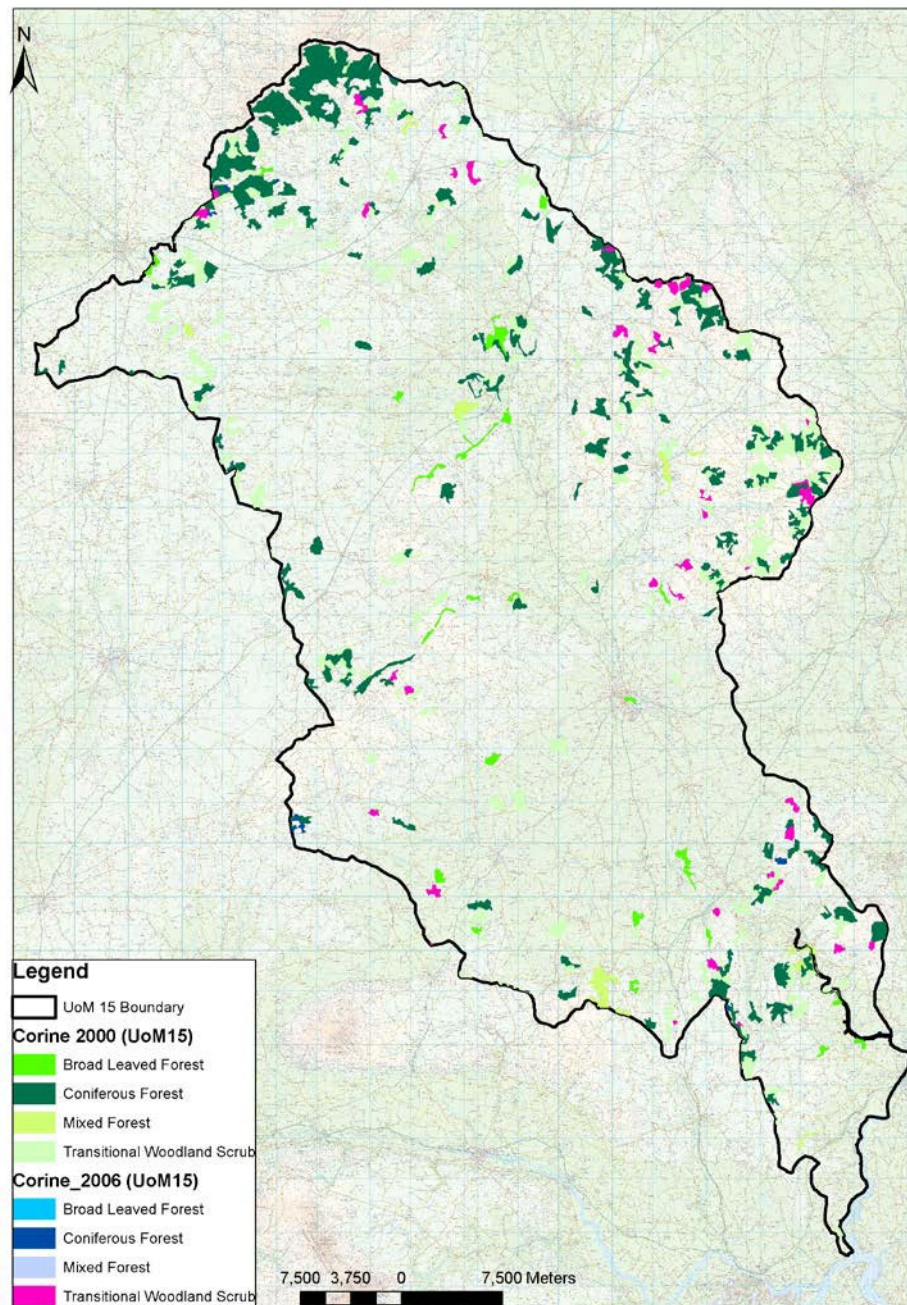 N
Legend
UoM 15 Boundary
Corine 2000 (UoM15)
Broad Leaved Forest
Coniferous Forest
Mixed Forest
Transitional Woodland Scrub
Corine_2006 (UoM15)
Broad Leaved Forest
Coniferous Forest
Mixed Forest
Transitional Woodland Scrub
7,500 3,750 0 7,500 Meters